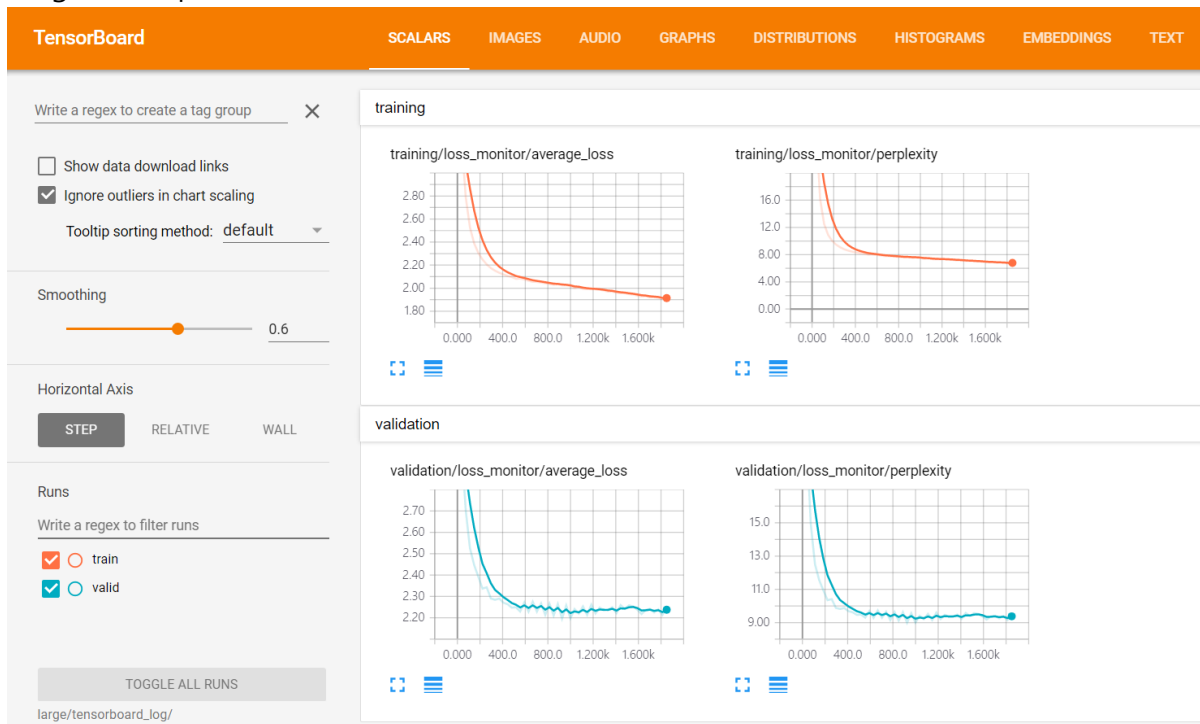 TensorBoard
SCALARS IMAGES AUDIO GRAPHS DISTRIBUTIONS HISTOGRAMS EMBEDDINGS TEXT
Write a regex to create a tag group
Show data download links
Ignore outliers in chart scaling
Tooltip sorting method: default
Smoothing
0.6
Horizontal Axis
STEP RELATIVE WALL
Runs
Write a regex to filter runs
train
valid
TOGGLE ALL RUNS
large/tensorboard_log/
training
training/loss_monitor/average_loss
2.80
2.60
2.40
2.20
2.00
1.80
0.000 400.0 800.0 1.200k 1.600k
training/loss_monitor/perplexity
16.0
12.0
8.00
4.00
0.00
0.000 400.0 800.0 1.200k 1.600k
validation
validation/loss_monitor/average_loss
2.70
2.60
2.50
2.40
2.30
2.20
0.000 400.0 800.0 1.200k 1.600k
validation/loss_monitor/perplexity
15.0
13.0
11.0
9.00
0.000 400.0 800.0 1.200k 1.600k